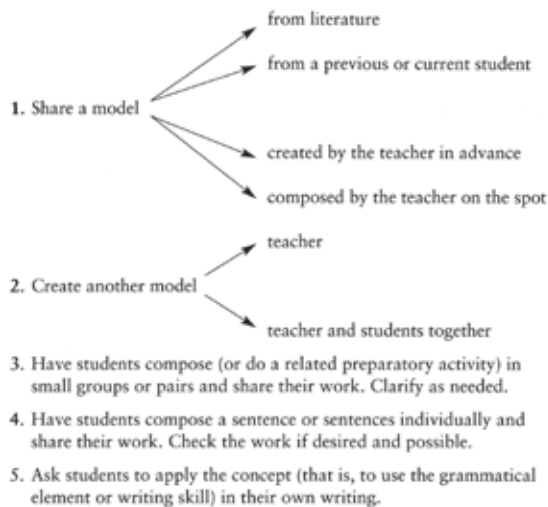 from literature
from a previous or current student
1. Share a model
created by the teacher in advance
composed by the teacher on the spot
teacher
2. Create another model
teacher and students together
3. Have students compose (or do a related preparatory activity) in
small groups or pairs and share their work. Clarify as needed.
4. Have students compose a sentence or sentences individually and
share their work. Check the work if desired and possible.
5. Ask students to apply the concept (that is, to use the grammatical
element or writing skill) in their own writing.